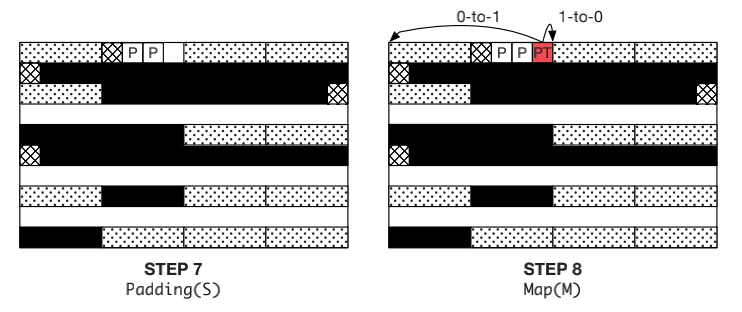 0-to-1 1-to-0
P P
P P PT
STEP 7
Padding(S)
STEP 8
Map(M)